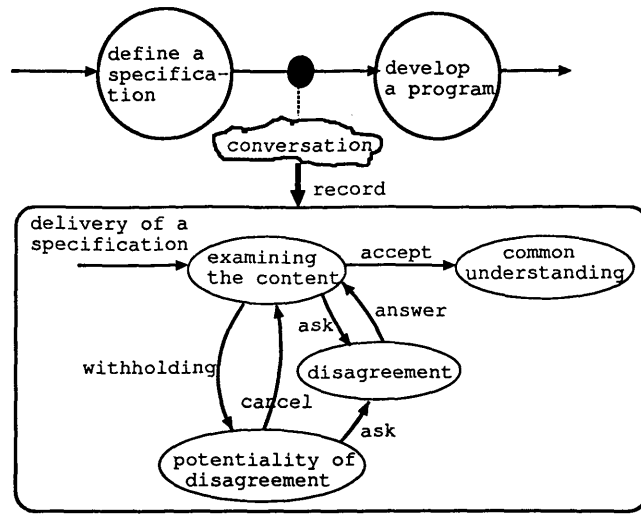 define a
specifica-
tion
develop
a program
conversation
record
delivery of a
specification
examining
the content
accept
common
understanding
answer
ask
withholding
disagreement
cancel
ask
potentiality of
disagreement